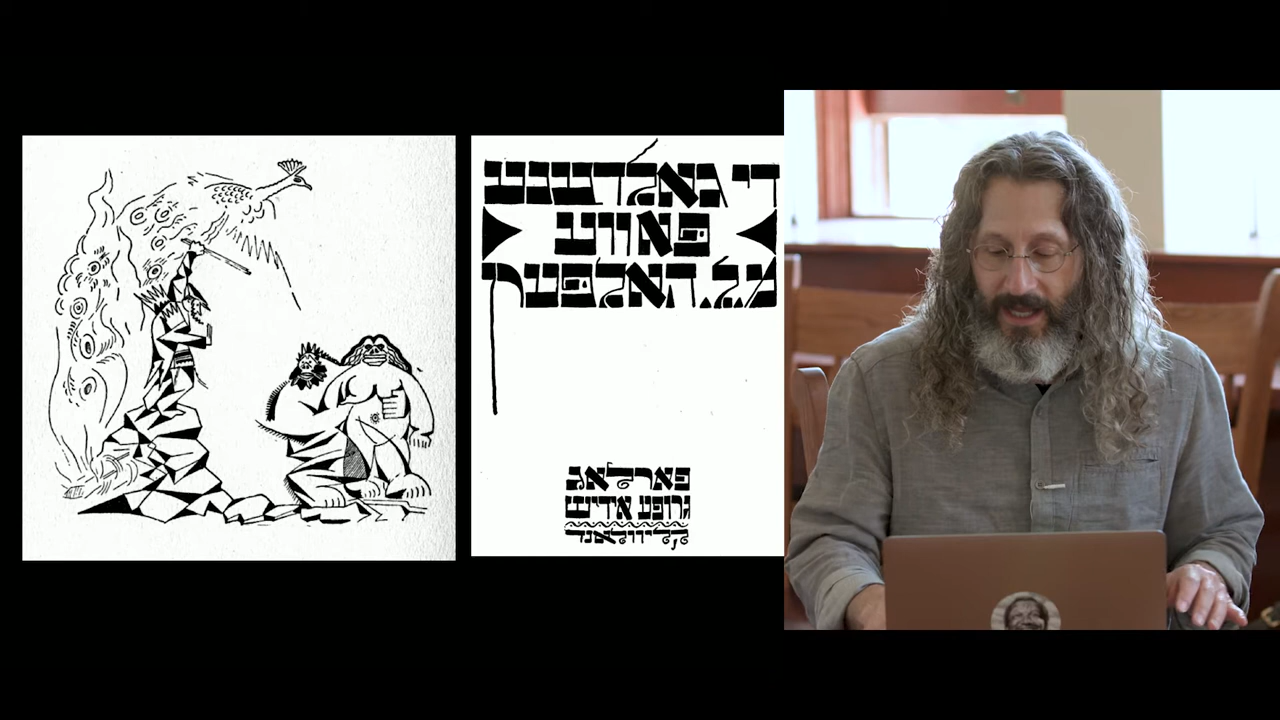 די גאלדענע
פאווע
מ.ל. האלפערן
פארלאג
גרופע אידיש
קליוולאנד